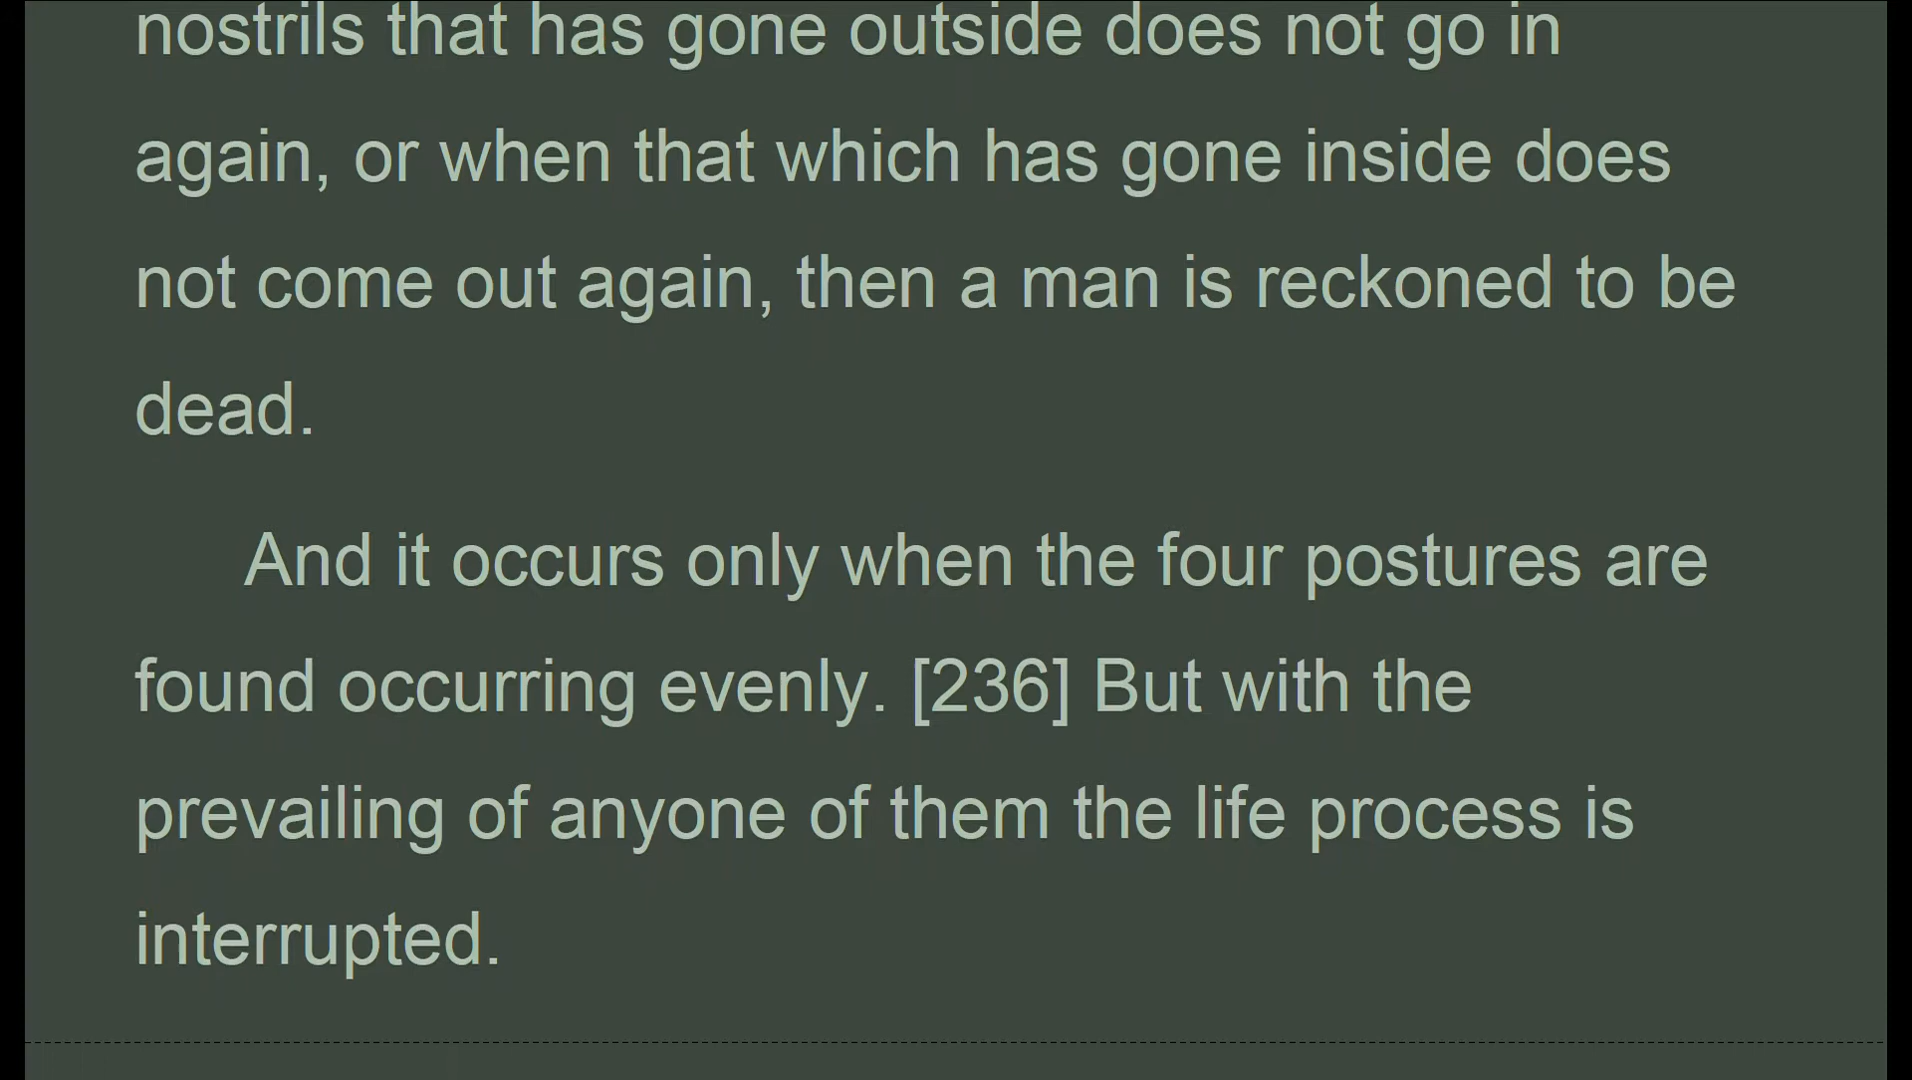 nostrils that has gone outside does not go in
again, or when that which has gone inside does
not come out again, then a man is reckoned to be
dead.
And it occurs only when the four postures are
found occurring evenly. [236] But with the
prevailing of anyone of them the life process is
interrupted.